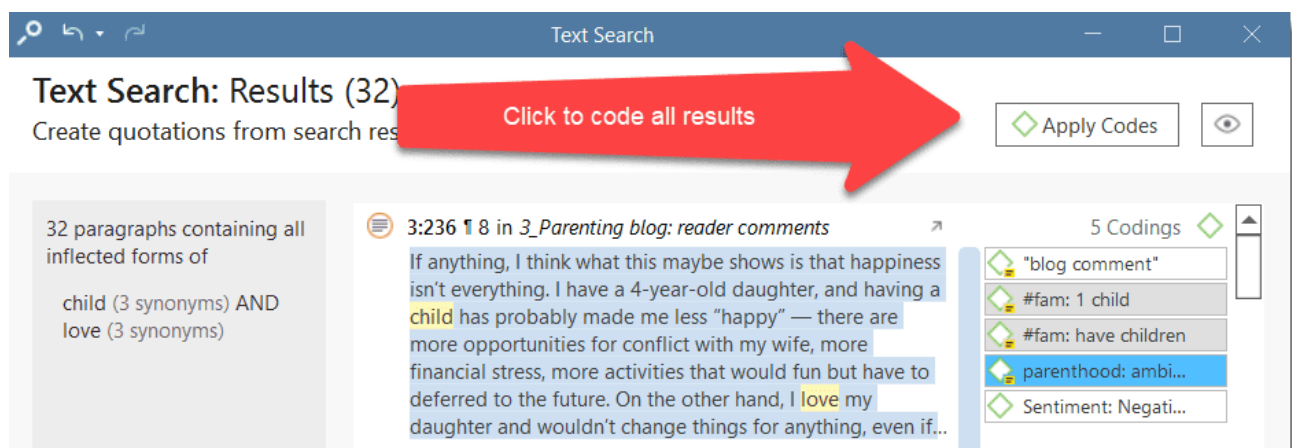 Text Search
Text Search: Results (32)
Create quotations from search res
Click to code all results
Apply Codes
32 paragraphs containing all
inflected forms of
child (3 synonyms) AND
love (3 synonyms)
3:236 ¶ 8 in 3_Parenting blog: reader comments
If anything, I think what this maybe shows is that happiness
isn’t everything. I have a 4-year-old daughter, and having a
child has probably made me less “happy” — there are
more opportunities for conflict with my wife, more
financial stress, more activities that would fun but have to
deferred to the future. On the other hand, I love my
daughter and wouldn’t change things for anything, even if...
5 Codings
"blog comment"
#fam: 1 child
#fam: have children
parenthood: ambi...
Sentiment: Negati...